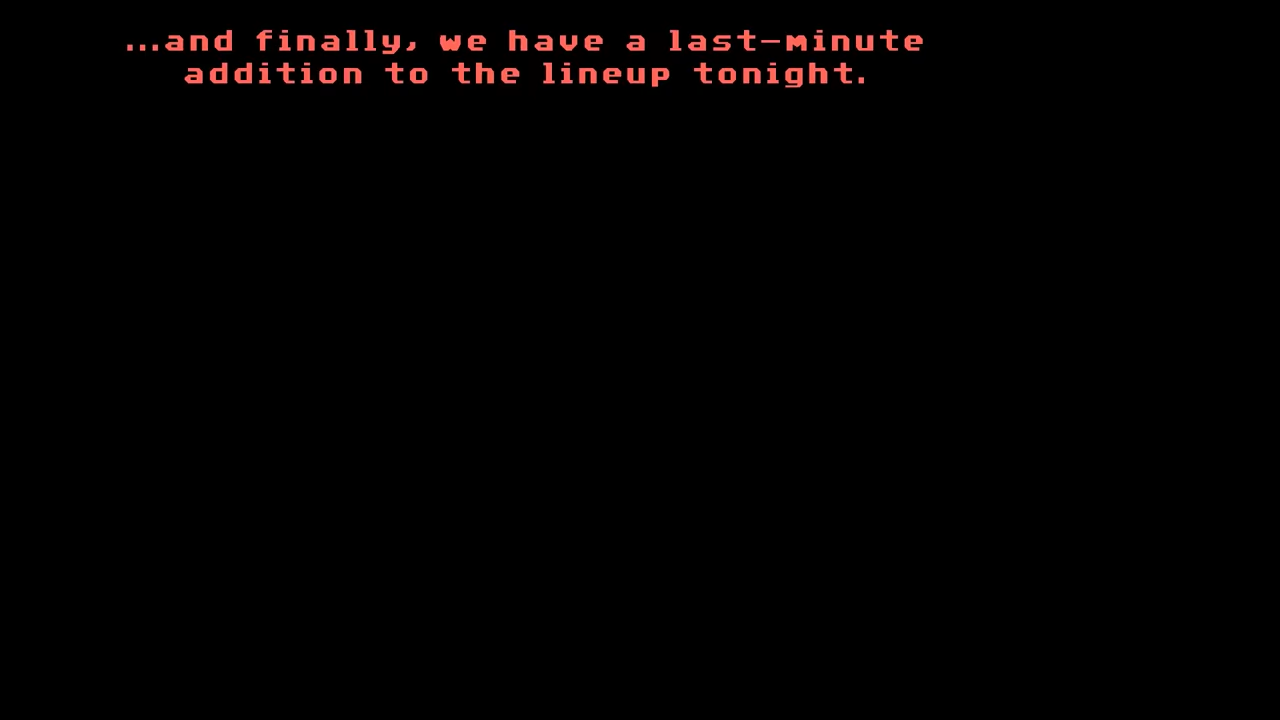 ...and finally, we have a last-minute
addition to the lineup tonight.